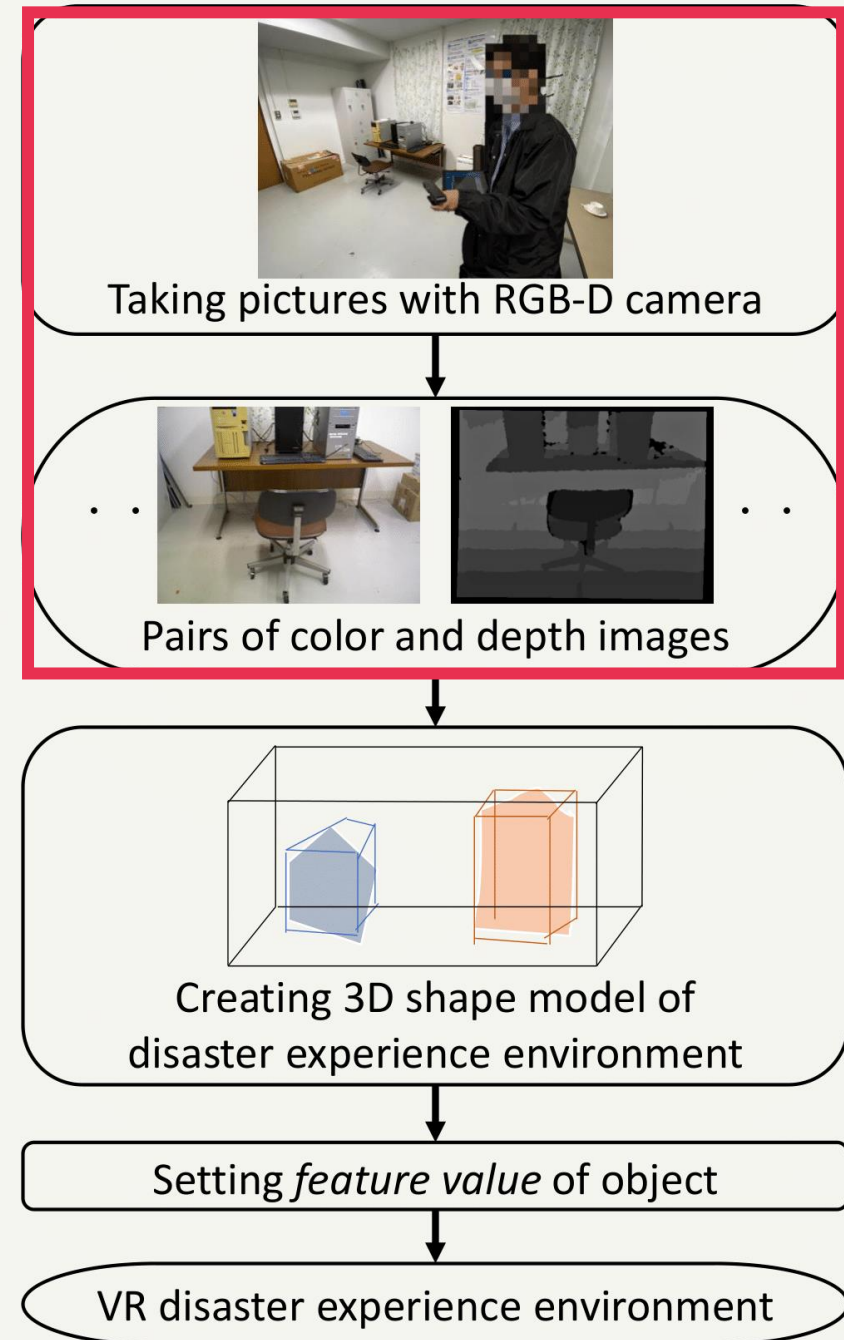 Taking pictures with RGB-D camera
Pairs of color and depth images
Creating 3D shape model of
disaster experience environment
Setting feature value of object
VR disaster experience environment